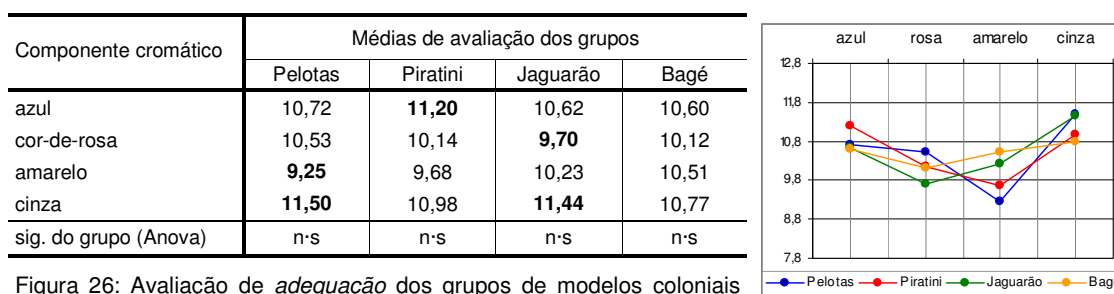 Componente cromático
Médias de avaliação dos grupos
Pelotas Piratini Jaguarão Bagé
azul 10,72 11,20 10,62 10,60
cor-de-rosa 10,53 10,14 9,70 10,12
amarelo 9,25 9,68 10,23 10,51
cinza 11,50 10,98 11,44 10,77
sig. do grupo (Anova) n·s n·s n·s n·s
Figura 26: Avaliação de adequação dos grupos de modelos coloniais
azul rosa amarelo cinza
12,8
11,8
10,8
9,8
8,8
7,8
Pelotas Piratini Jaguarão Bag